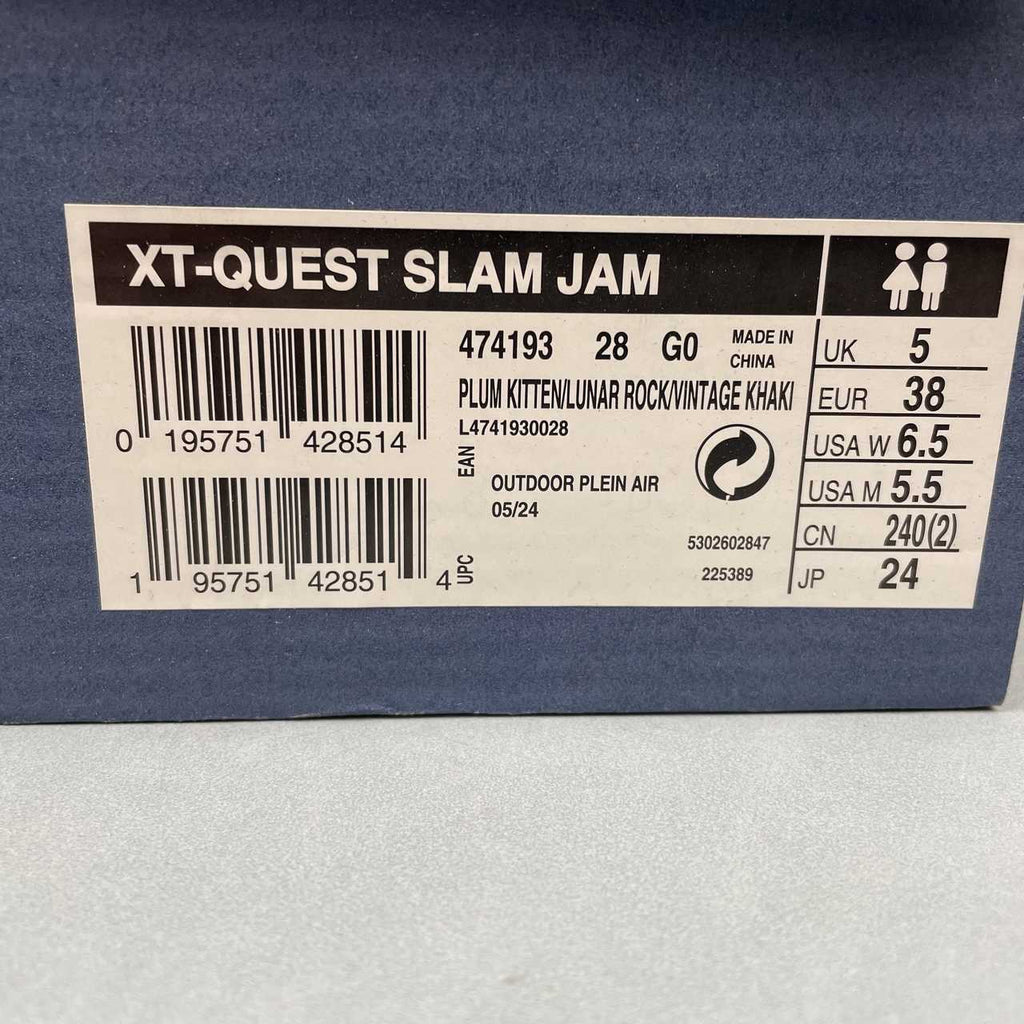 XT-QUEST SLAM JAM
474193 28 G0 MADE IN CHINA
PLUM KITTEN/LUNAR ROCK/VINTAGE KHAKI
L4741930028
0 195751 428514
EAN
OUTDOOR PLEIN AIR
05/24
1 95751 42851 4
UPC
5302602847
225389
UK 5
EUR 38
USA W 6.5
USA M 5.5
CN 240(2)
JP 24